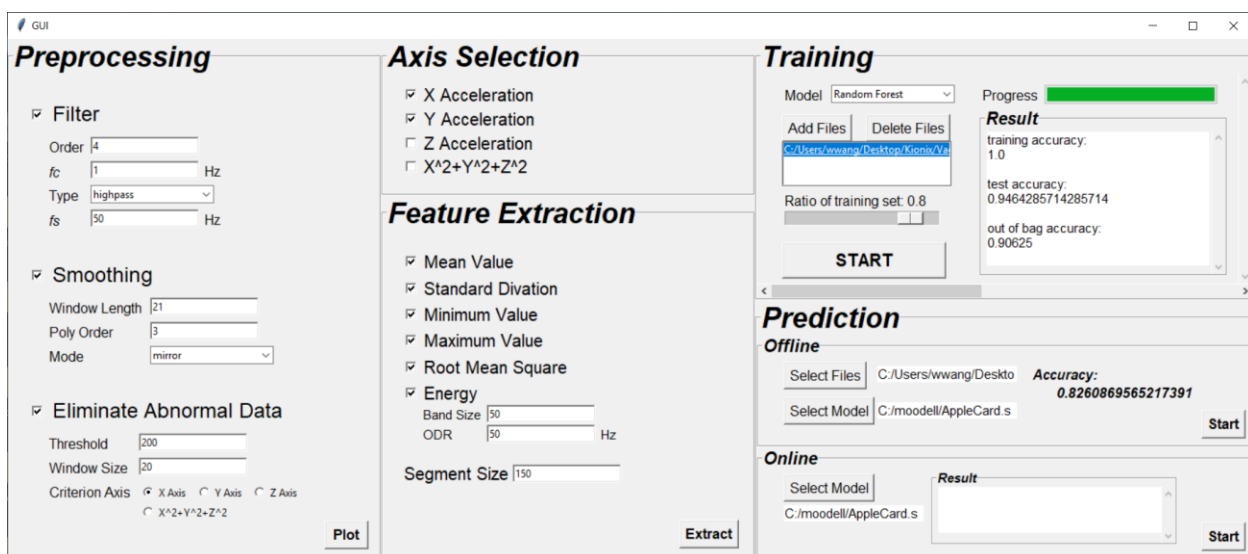 GUI
Preprocessing
Filter
Order 4
fc 1 Hz
Type highpass
fs 50 Hz
Smoothing
Window Length 21
Poly Order 3
Mode mirror
Eliminate Abnormal Data
Threshold 200
Window Size 20
Criterion Axis X Axis Y Axis Z Axis
X^2+Y^2+Z^2
Plot
Axis Selection
X Acceleration
Y Acceleration
Z Acceleration
X^2+Y^2+Z^2
Feature Extraction
Mean Value
Standard Divation
Minimum Value
Maximum Value
Root Mean Square
Energy
Band Size 50
ODR 50 Hz
Segment Size 150
Extract
Training
Model Random Forest
Add Files Delete Files
C:/Users/wwang/Desktop/Kionix/Va
Ratio of training set: 0.8
START
Progress
Result
training accuracy:
1.0
test accuracy:
0.9464285714285714
out of bag accuracy:
0.90625
Prediction
Offline
Select Files C:/Users/wwang/Deskto
Select Model C:/moodell/AppleCard.s
Accuracy:
0.8260869565217391
Start
Online
Select Model
C:/moodell/AppleCard.s
Result
Start